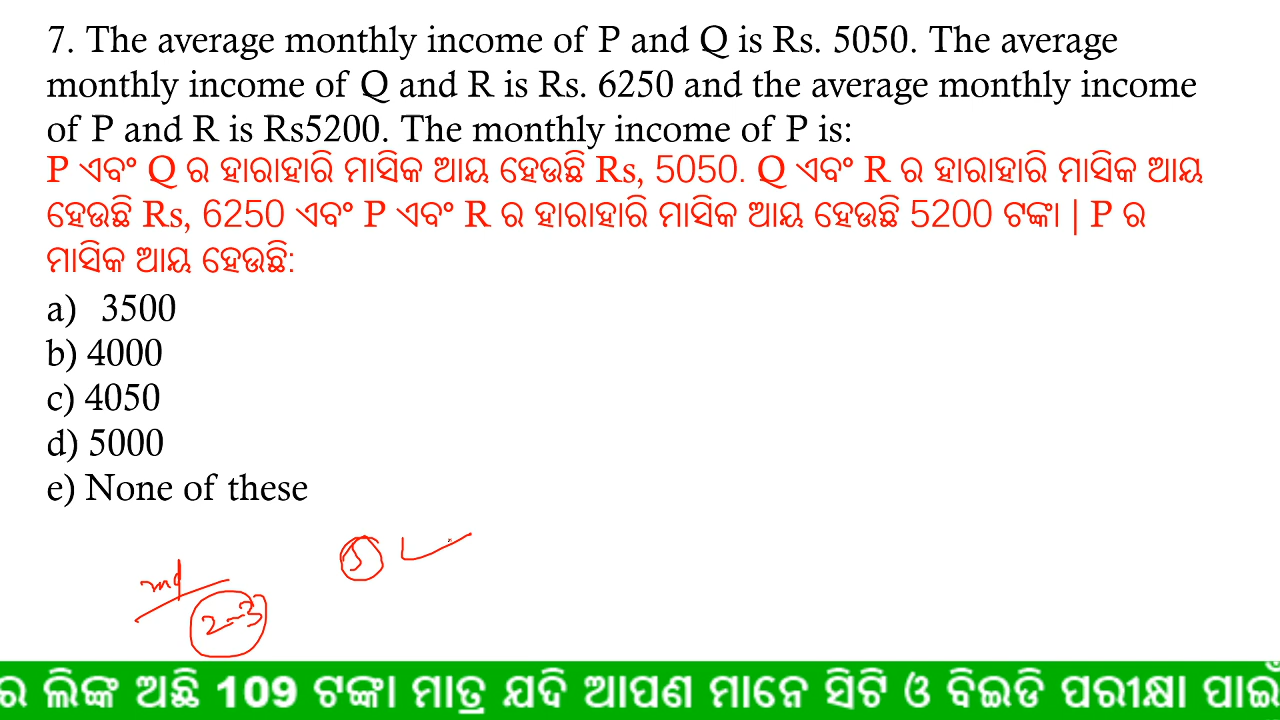 7. The average monthly income of P and Q is Rs. 5050. The average
monthly income of Q and R is Rs. 6250 and the average monthly income
of P and R is Rs5200. The monthly income of P is:
P ଏବଂ Q ର ହାରାହାରି ମାସିକ ଆୟ ହେଉଛି Rs, 5050. Q ଏବଂ R ର ହାରାହାରି ମାସିକ ଆୟ
ହେଉଛି Rs, 6250 ଏବଂ P ଏବଂ R ର ହାରାହାରି ମାସିକ ଆୟ ହେଉଛି 5200 ଟଙ୍କା | P ର
ମାସିକ ଆୟ ହେଉଛି:
a) 3500
b) 4000
c) 4050
d) 5000
e) None of these
5
2-3
ର ଲିଙ୍କ ଅଛି 109 ଟଙ୍କା ମାତ୍ର ଯଦି ଆପଣ ମାନେ ସିଟି ଓ ବିଇଡି ପରୀକ୍ଷା ପାଇଁ